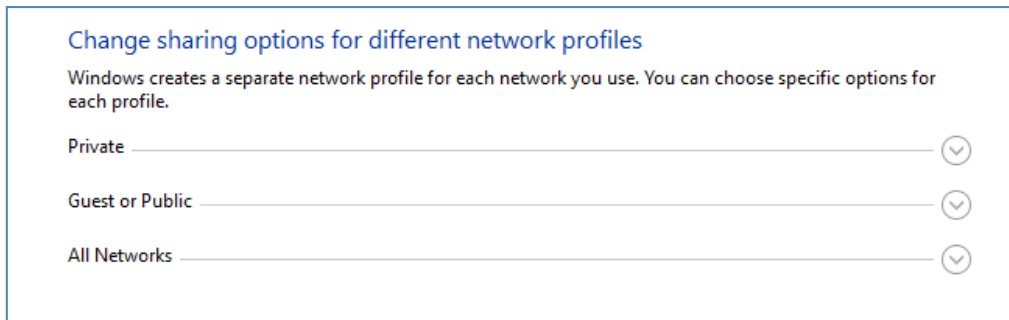 Change sharing options for different network profiles
Windows creates a separate network profile for each network you use. You can choose specific options for
each profile.
Private
Guest or Public
All Networks